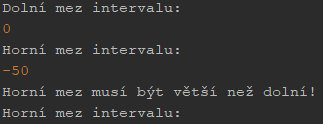 Dolní mez intervalu:
0
Horní mez intervalu:
-50
Horní mez musí být větší než dolní!
Horní mez intervalu: